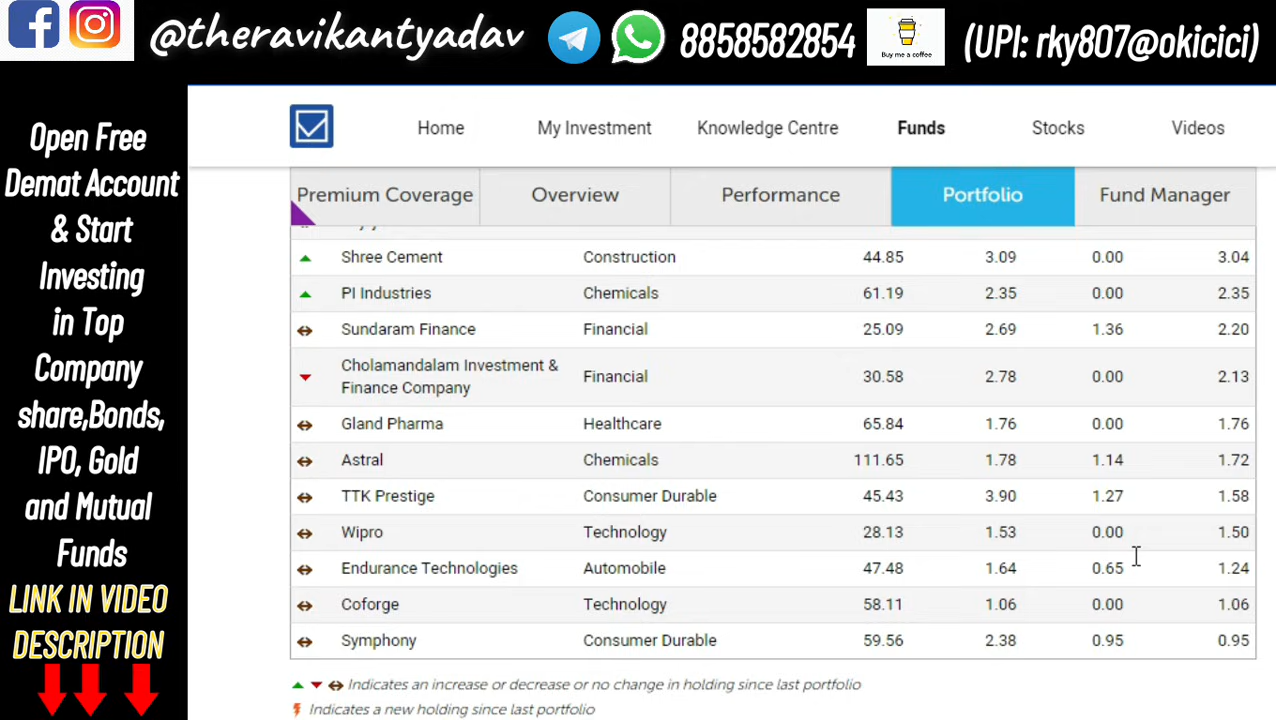 @theravikantyadav 8858582854 Buy me a coffee (UPI: rky807@okicici)
Open Free
Demat Account
& Start
Investing
in Top
Company
share,Bonds,
IPO, Gold
and Mutual
Funds
LINK IN VIDEO
DESCRIPTION
Home My Investment Knowledge Centre Funds Stocks Videos
Premium Coverage Overview Performance Portfolio Fund Manager
Shree Cement Construction 44.85 3.09 0.00 3.04
PI Industries Chemicals 61.19 2.35 0.00 2.35
Sundaram Finance Financial 25.09 2.69 1.36 2.20
Cholamandalam Investment &
Finance Company Financial 30.58 2.78 0.00 2.13
Gland Pharma Healthcare 65.84 1.76 0.00 1.76
Astral Chemicals 111.65 1.78 1.14 1.72
TTK Prestige Consumer Durable 45.43 3.90 1.27 1.58
Wipro Technology 28.13 1.53 0.00 1.50
Endurance Technologies Automobile 47.48 1.64 0.65 1.24
Coforge Technology 58.11 1.06 0.00 1.06
Symphony Consumer Durable 59.56 2.38 0.95 0.95
Indicates an increase or decrease or no change in holding since last portfolio
Indicates a new holding since last portfolio